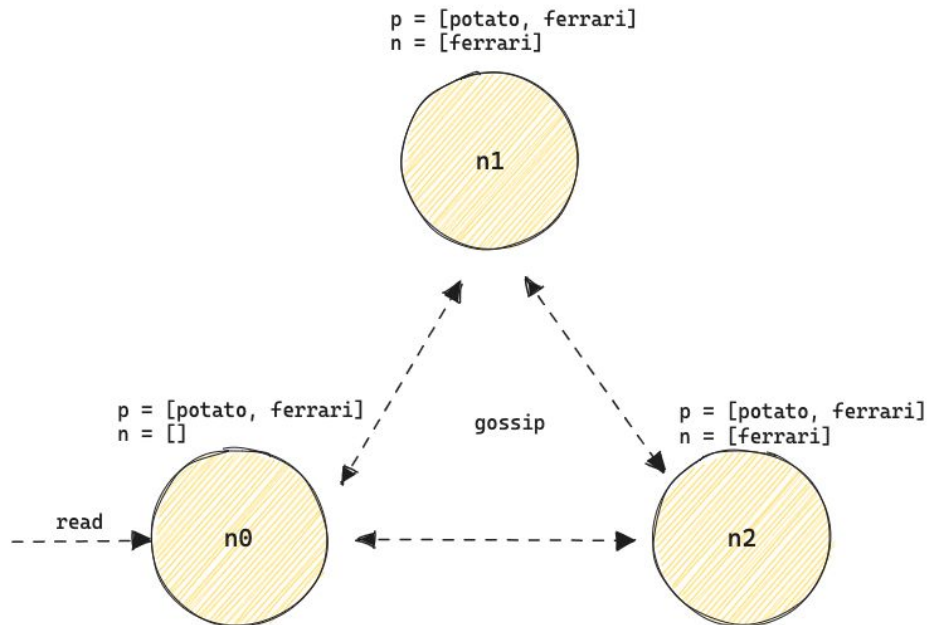 p = [potato, ferrari]
n = [ferrari]
n1
p = [potato, ferrari]
n = []
gossip
p = [potato, ferrari]
n = [ferrari]
read
n0
n2